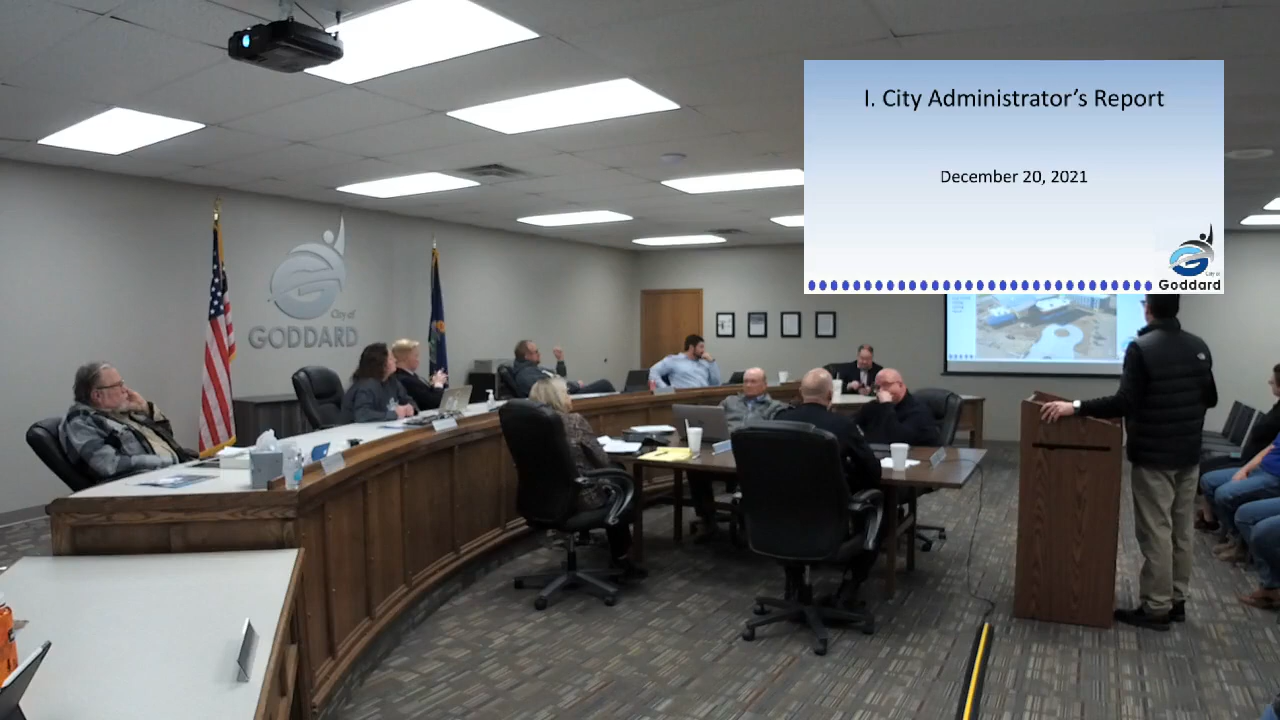 I. City Administrator's Report
December 20, 2021
City of
Goddard
City of
GODDARD